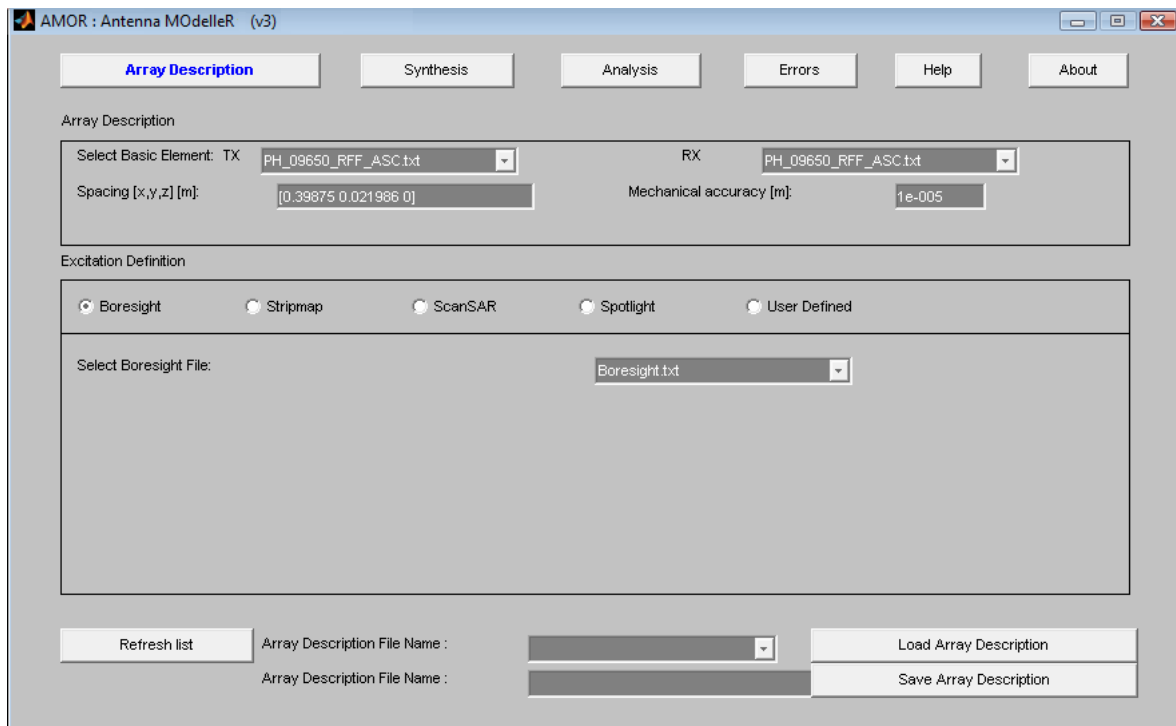 AMOR : Antenna MOdelleR (v3)
Array Description Synthesis Analysis Errors Help About
Array Description
Select Basic Element: TX PH_09650_RFF_ASC.txt RX PH_09650_RFF_ASC.txt
Spacing [x,y,z] [m]: [0.39875 0.021986 0] Mechanical accuracy [m]: 1e-005
Excitation Definition
Boresight Stripmap ScanSAR Spotlight User Defined
Select Boresight File: Boresight.txt
Refresh list Array Description File Name : Load Array Description
Array Description File Name : Save Array Description